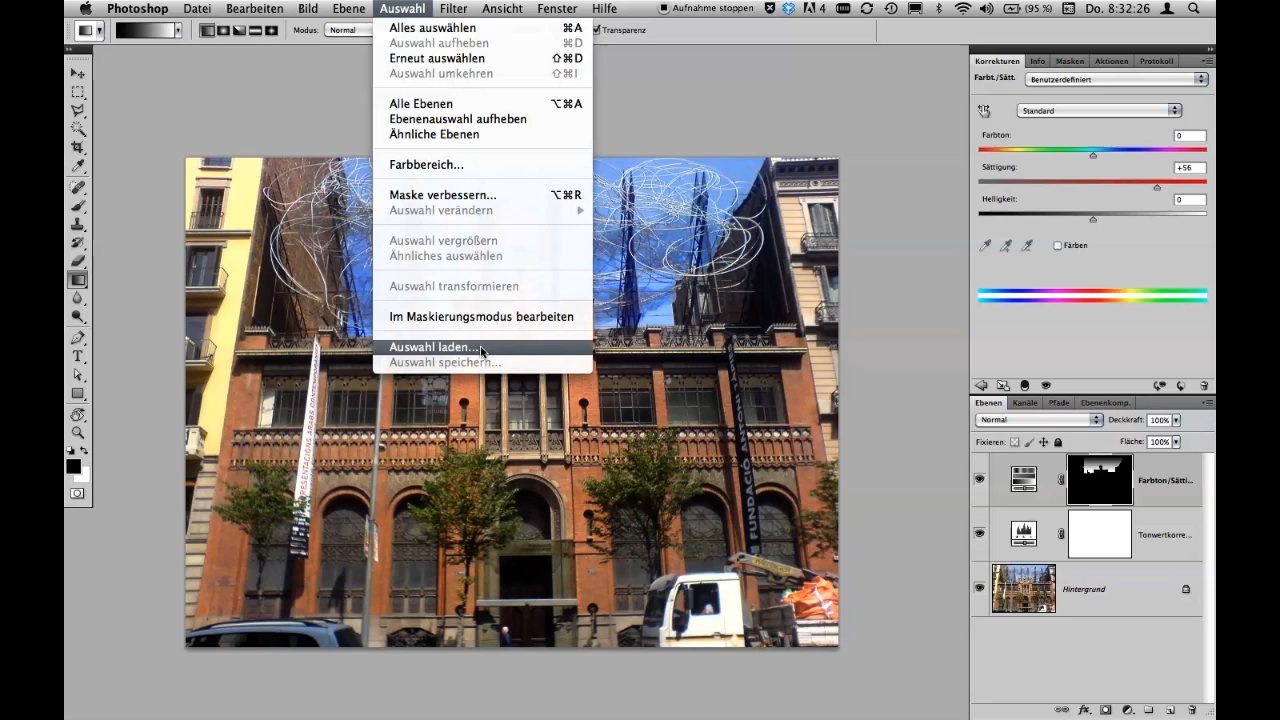 Photoshop Datei Bearbeiten Bild Ebene Auswahl Filter Ansicht Fenster Hilfe Aufnahme stoppen 4 (95 %) Do. 8:32:26
Modus: Normal Transparenz
Alles auswählen ⌘A
Auswahl aufheben ⌘D
Erneut auswählen ⇧⌘D
Auswahl umkehren ⇧⌘I
Alle Ebenen ⌥⌘A
Ebenenauswahl aufheben
Ähnliche Ebenen
Farbbereich...
Maske verbessern... ⌥⌘R
Auswahl verändern
Auswahl vergrößern
Ähnliches auswählen
Auswahl transformieren
Im Maskierungsmodus bearbeiten
Auswahl laden...
Auswahl speichern...
Korrekturen Info Masken Aktionen Protokoll
Farbt./Sätt. Benutzerdefiniert
Standard
Farbton: 0
Sättigung: +56
Helligkeit: 0
Färben
Ebenen Kanäle Pfade Ebenenkomp.
Normal Deckkraft: 100%
Fixieren: Fläche: 100%
Farbton/Sätti...
Tonwertkorre...
Hintergrund
FUNDACIÓ ANTONI TÀPIES